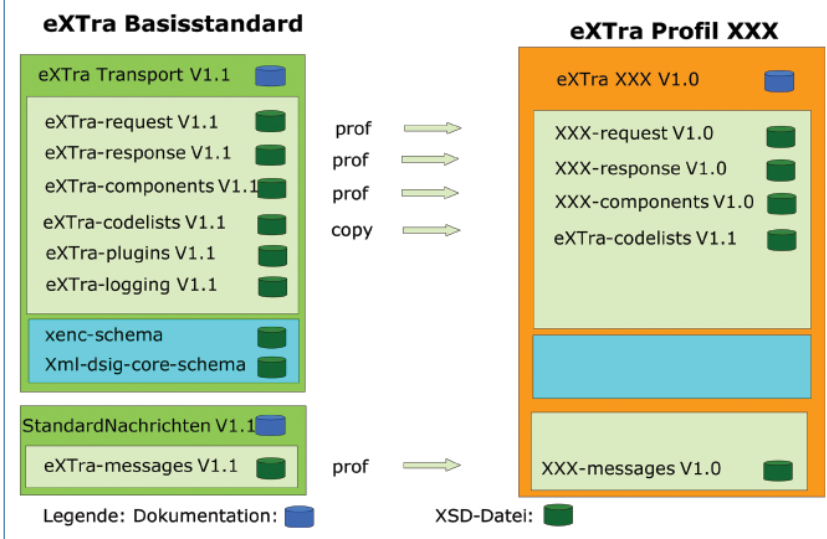 eXTra Basisstandard
eXTra Transport V1.1
eXTra-request V1.1
eXTra-response V1.1
eXTra-components V1.1
eXTra-codelists V1.1
eXTra-plugins V1.1
eXTra-logging V1.1
xenc-schema
Xml-dsig-core-schema
StandardNachrichten V1.1
eXTra-messages V1.1
prof
prof
prof
copy
prof
eXTra Profil XXX
eXTra XXX V1.0
XXX-request V1.0
XXX-response V1.0
XXX-components V1.0
eXTra-codelists V1.1
XXX-messages V1.0
Legende: Dokumentation:
XSD-Datei: